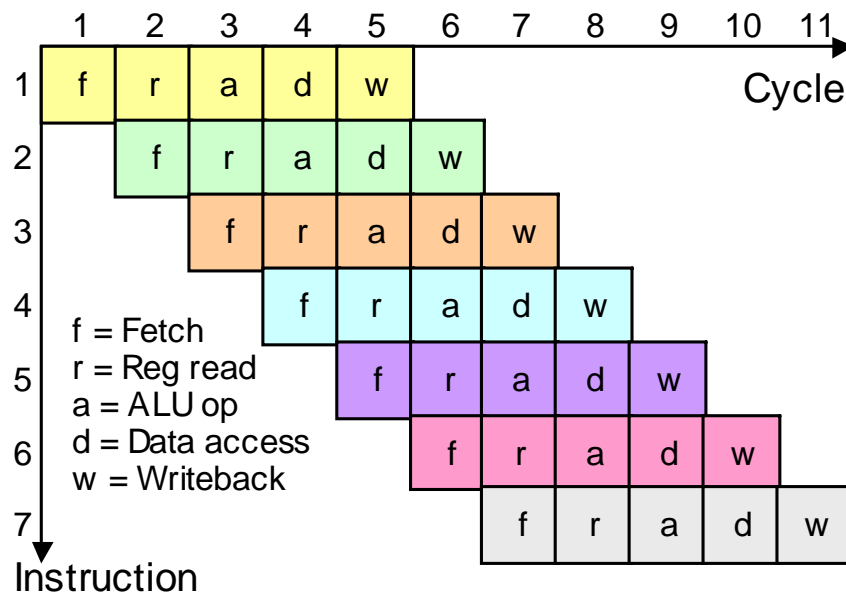 1 2 3 4 5 6 7 8 9 10 11
1 f r a d w Cycle
2 f r a d w
3 f r a d w
4 f r a d w
f = Fetch
r = Reg read
5 f r a d w
a = ALU op
d = Data access
6 f r a d w
w = Writeback
7 f r a d w
Instruction